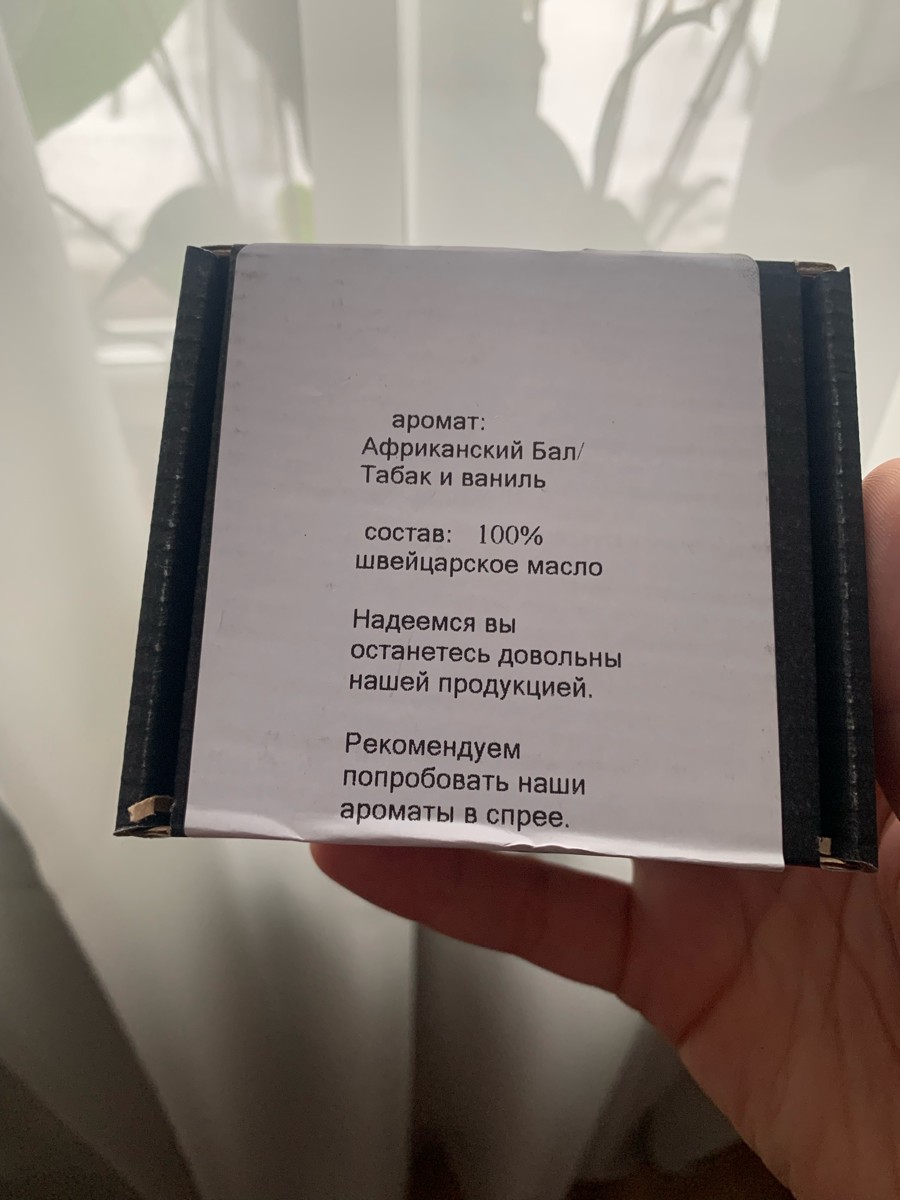 аромат:
Африканский Бал/
Табак и ваниль
состав: 100%
швейцарское масло
Надеемся вы
останетесь довольны
нашей продукцией.
Рекомендуем
попробовать наши
ароматы в спрее.